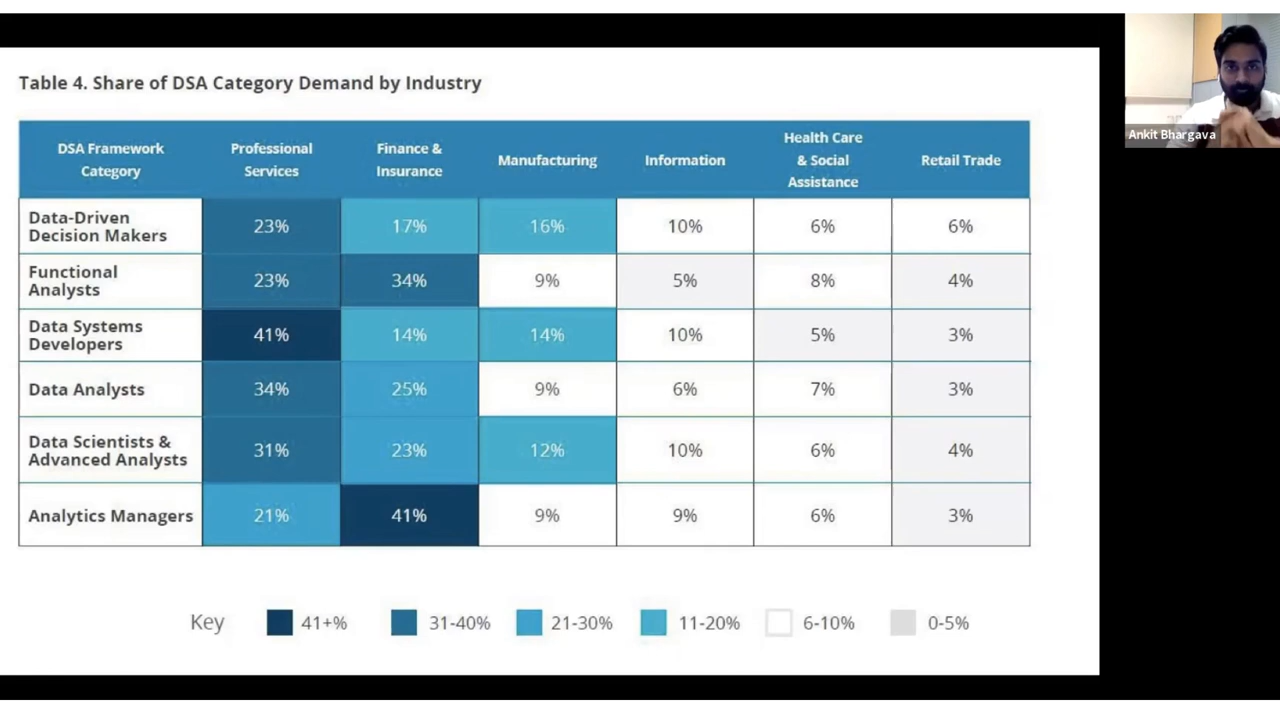 Table 4. Share of DSA Category Demand by Industry
DSA Framework
Category
Professional
Services
Finance &
Insurance
Manufacturing
Information
Health Care
& Social
Assistance
Retail Trade
Data-Driven
Decision Makers
23%
17%
16%
10%
6%
6%
Functional
Analysts
23%
34%
9%
5%
8%
4%
Data Systems
Developers
41%
14%
14%
10%
5%
3%
Data Analysts
34%
25%
9%
6%
7%
3%
Data Scientists &
Advanced Analysts
31%
23%
12%
10%
6%
4%
Analytics Managers
21%
41%
9%
9%
6%
3%
Key
41+%
31-40%
21-30%
11-20%
6-10%
0-5%
Ankit Bhargava